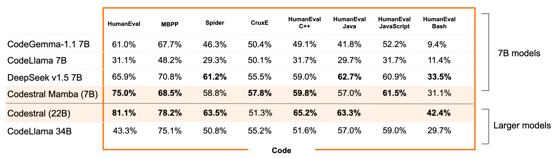 HumanEval MBPP Spider CruxE HumanEval C++ HumanEval Java HumanEval JavaScript HumanEval Bash
CodeGemma-1.1 7B 61.0% 67.7% 46.3% 50.4% 49.1% 41.8% 52.2% 9.4%
CodeLlama 7B 31.1% 48.2% 29.3% 50.1% 31.7% 29.7% 31.7% 11.4%
DeepSeek v1.5 7B 65.9% 70.8% 61.2% 55.5% 59.0% 62.7% 60.9% 33.5%
Codestral Mamba (7B) 75.0% 68.5% 58.8% 57.8% 59.8% 57.0% 61.5% 31.1%
Codestral (22B) 81.1% 78.2% 63.5% 51.3% 65.2% 63.3% 42.4%
CodeLlama 34B 43.3% 75.1% 50.8% 55.2% 51.6% 57.0% 59.0% 29.7%
7B models
Larger models
Code